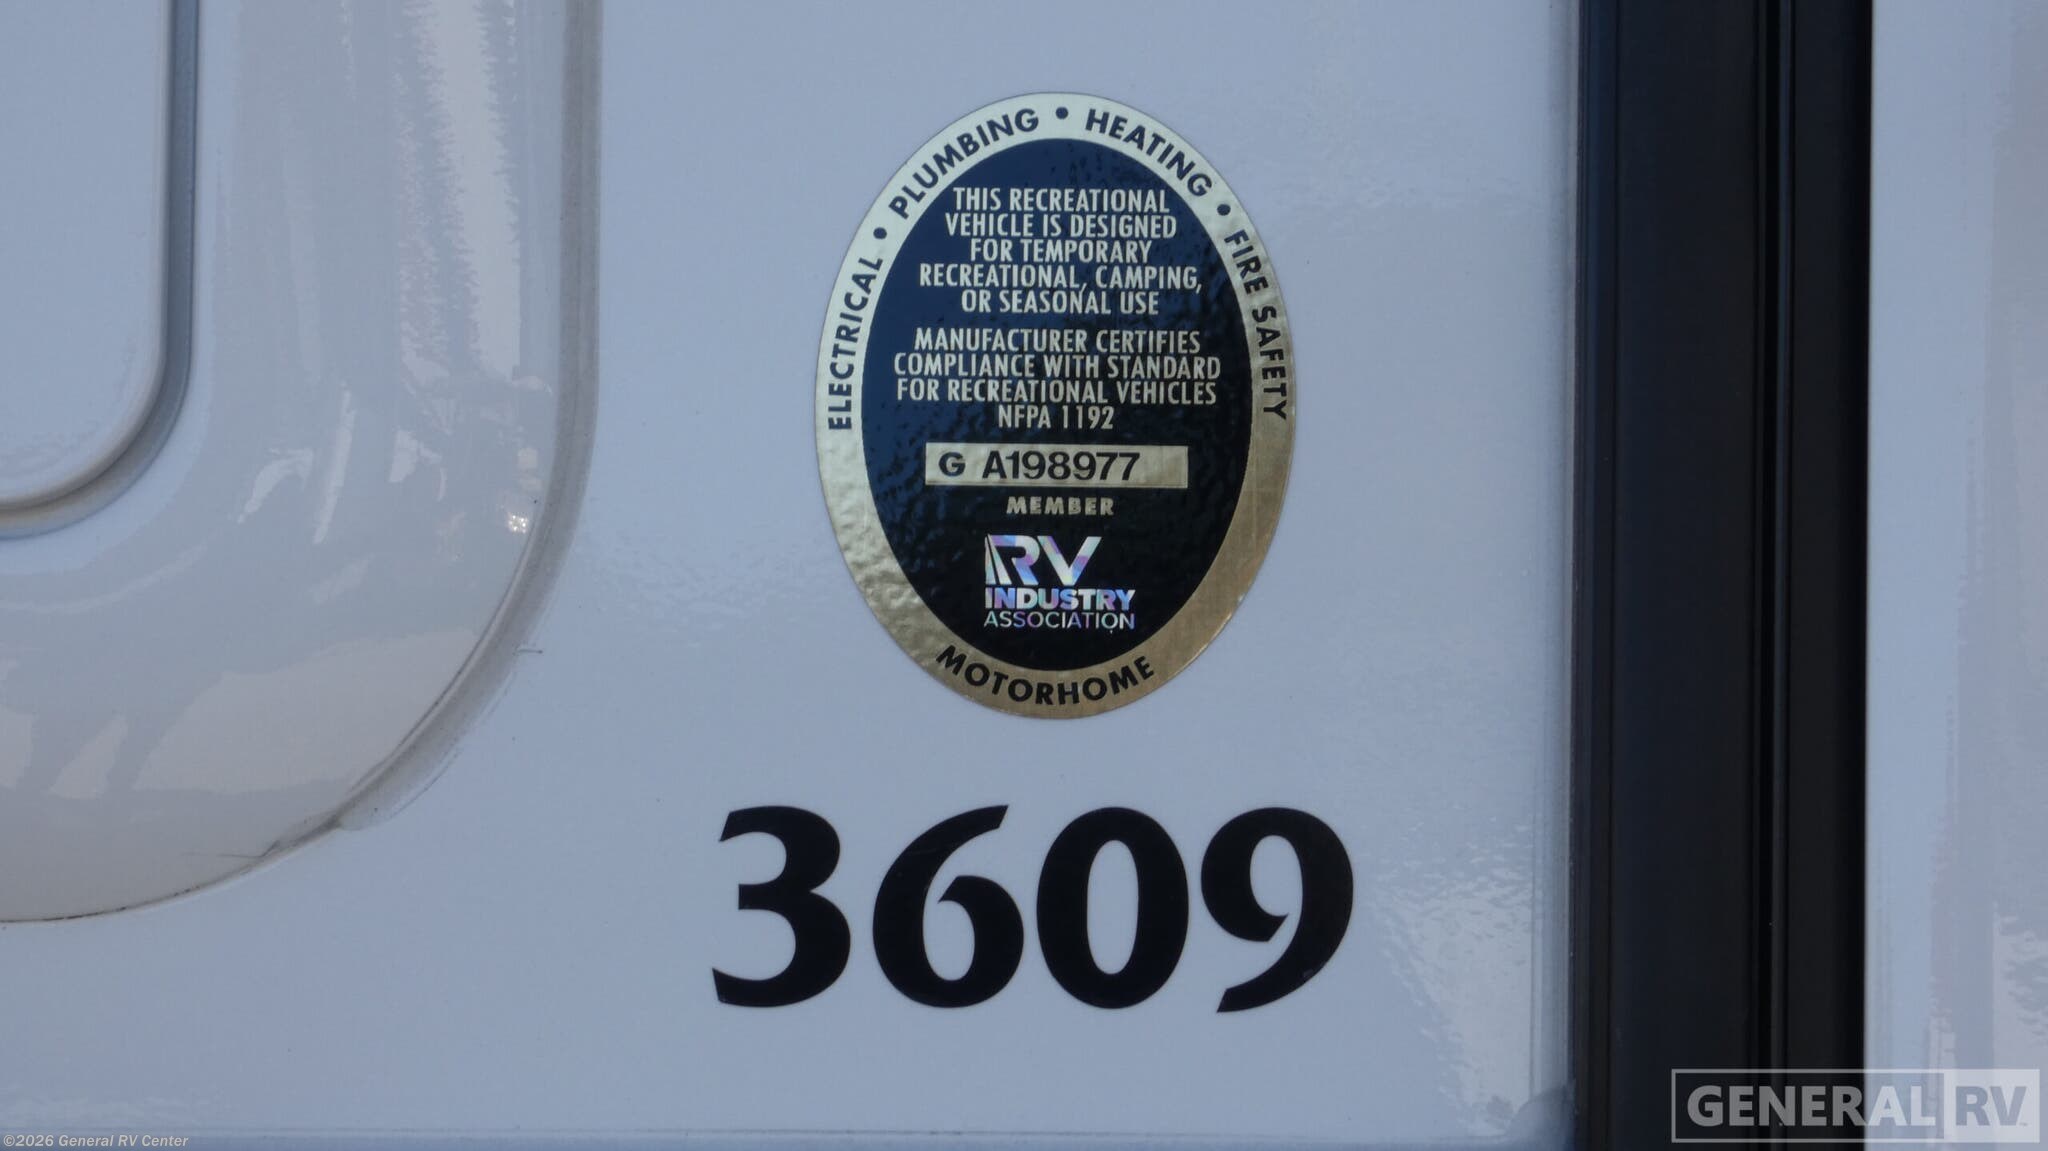 ELECTRICAL • PLUMBING • HEATING • FIRE SAFETY
THIS RECREATIONAL
VEHICLE IS DESIGNED
FOR TEMPORARY
RECREATIONAL, CAMPING,
OR SEASONAL USE
MANUFACTURER CERTIFIES
COMPLIANCE WITH STANDARD
FOR RECREATIONAL VEHICLES
NFPA 1192
G A198977
MEMBER
RV
INDUSTRY
ASSOCIATION
MOTORHOME
3609
GENERAL RV
©2026 General RV Center